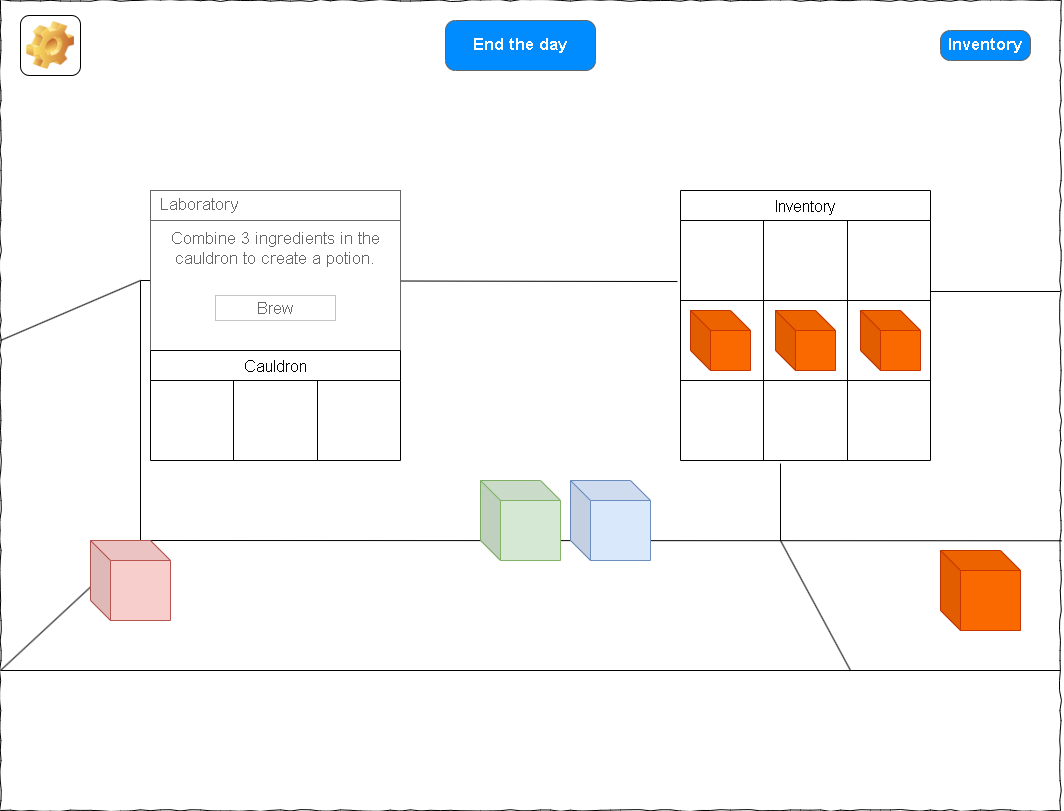 End the day
Inventory
Laboratory
Combine 3 ingredients in the
cauldron to create a potion.
Brew
Cauldron
Inventory